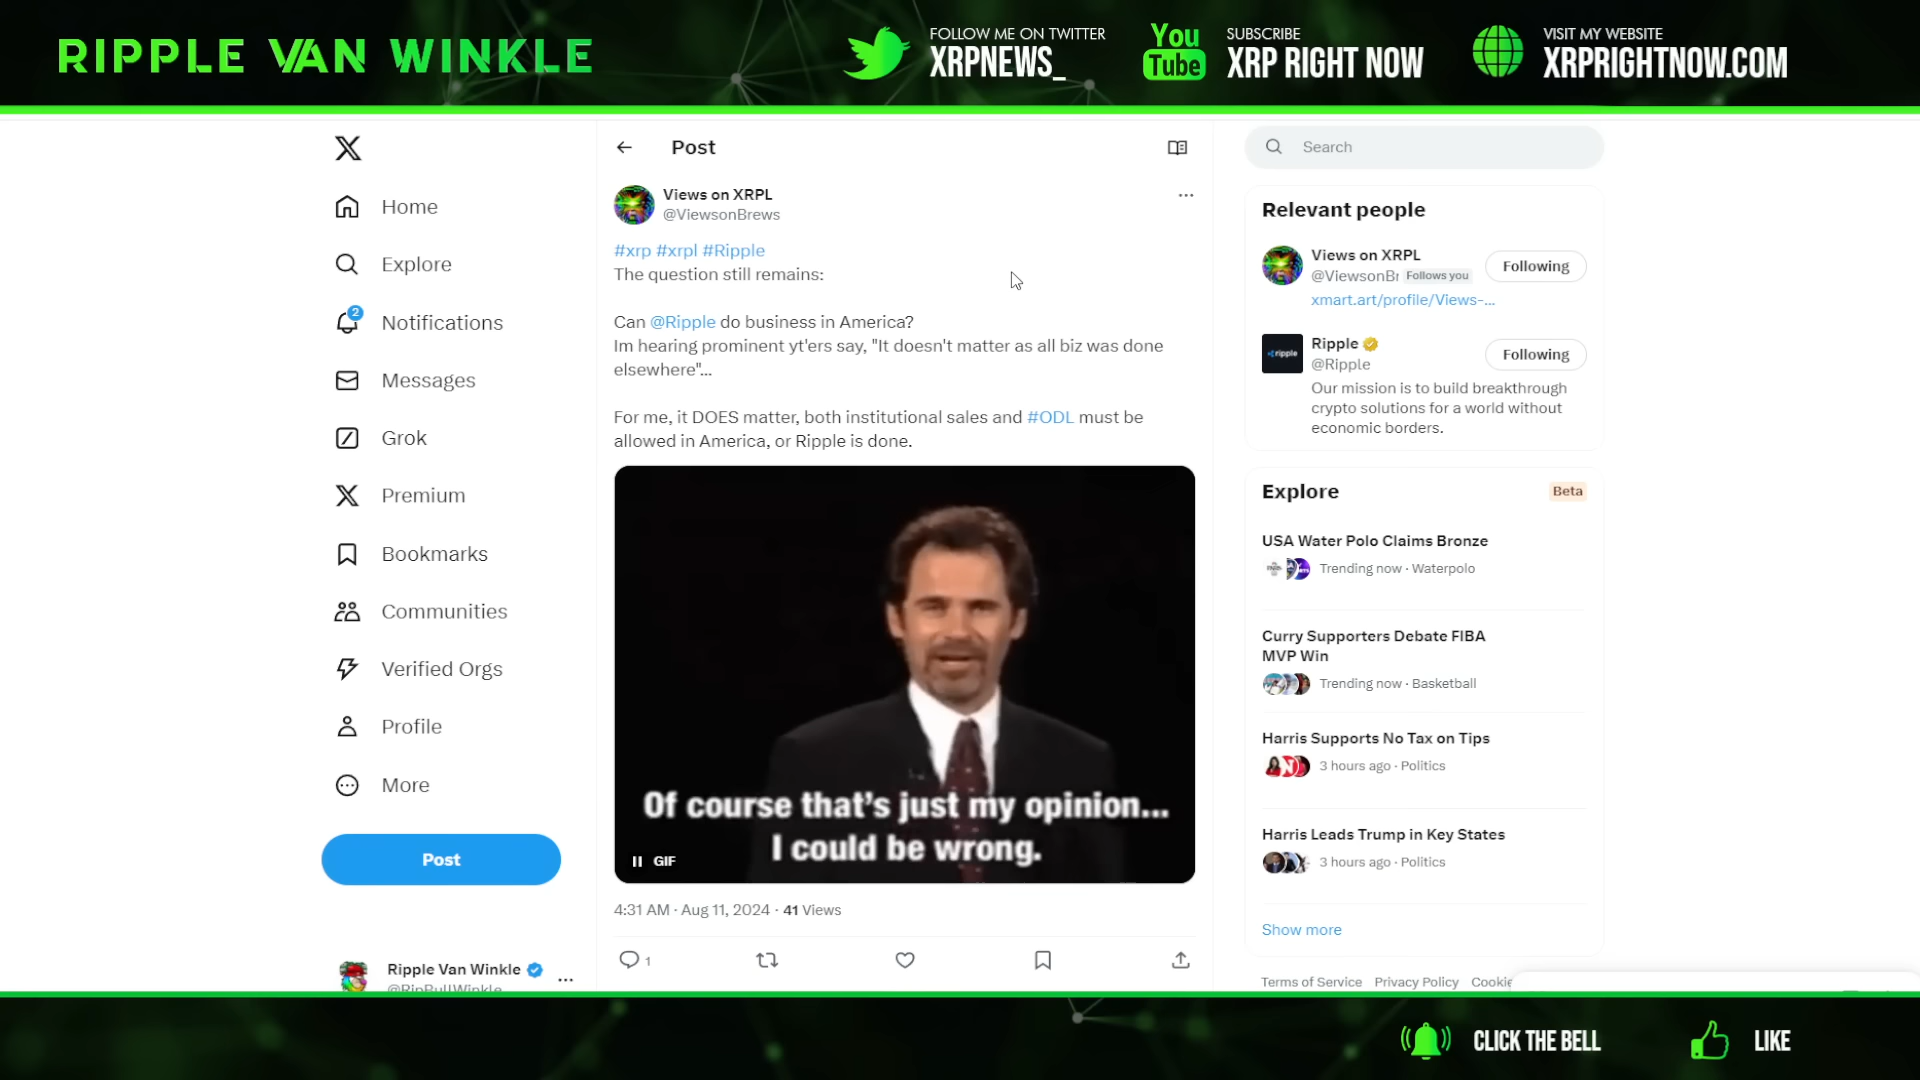 RIPPLE VAN WINKLE
FOLLOW ME ON TWITTER
XRPNEWS_
You
Tube
SUBSCRIBE
XRP RIGHT NOW
VISIT MY WEBSITE
XRPRIGHTNOW.COM
Home
Explore
2
Notifications
Messages
Grok
Premium
Bookmarks
Communities
Verified Orgs
Profile
More
Post
Ripple Van Winkle
@RipBullWinkle
Post
Views on XRPL
@ViewsonBrews
#xrp #xrpl #Ripple
The question still remains:
Can @Ripple do business in America?
Im hearing prominent yt'ers say, "It doesn't matter as all biz was done
elsewhere"...
For me, it DOES matter, both institutional sales and #ODL must be
allowed in America, or Ripple is done.
Of course that's just my opinion...
I could be wrong.
GIF
4:31 AM · Aug 11, 2024 · 41 Views
1
Search
Relevant people
Views on XRPL
@ViewsonBr Follows you
Following
xmart.art/profile/Views-...
ripple
Ripple
@Ripple
Following
Our mission is to build breakthrough
crypto solutions for a world without
economic borders.
Explore
Beta
USA Water Polo Claims Bronze
Trending now · Waterpolo
Curry Supporters Debate FIBA
MVP Win
Trending now · Basketball
Harris Supports No Tax on Tips
3 hours ago · Politics
Harris Leads Trump in Key States
3 hours ago · Politics
Show more
Terms of Service Privacy Policy Cookie
CLICK THE BELL
LIKE